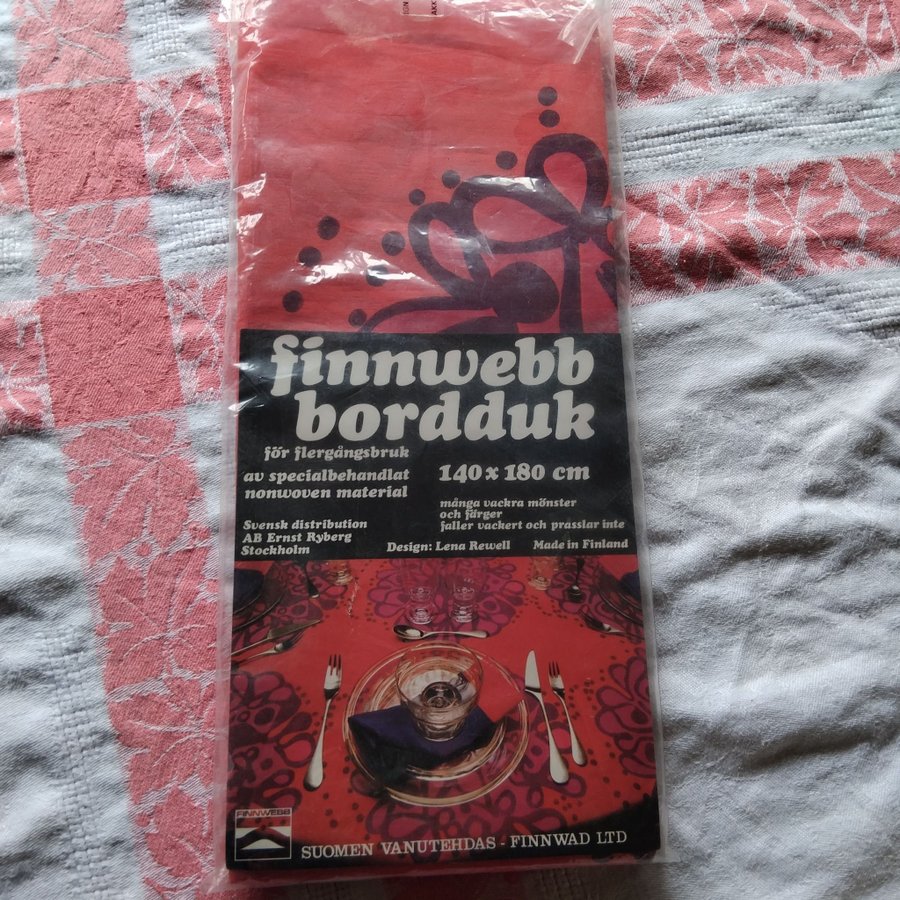 finnwebb
bordduk
för flergångsbruk
av specialbehandlat
nonwoven material
140 x 180 cm
många vackra mönster
och färger
faller vackert och prasslar inte
Svensk distribution
AB Ernst Ryberg
Stockholm
Design: Lena Rewell
Made in Finland
FINNWEBB
SUOMEN VANUTEHDAS - FINNWAD LTD